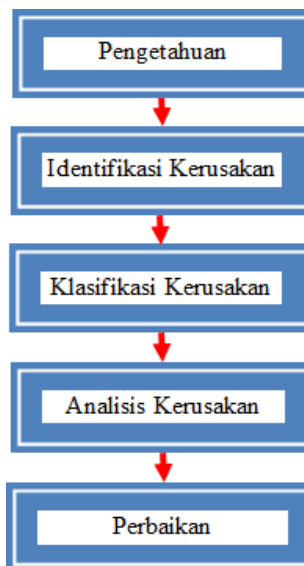 Pengetahuan
Identifikasi Kerusakan
Klasifikasi Kerusakan
Analisis Kerusakan
Perbaikan